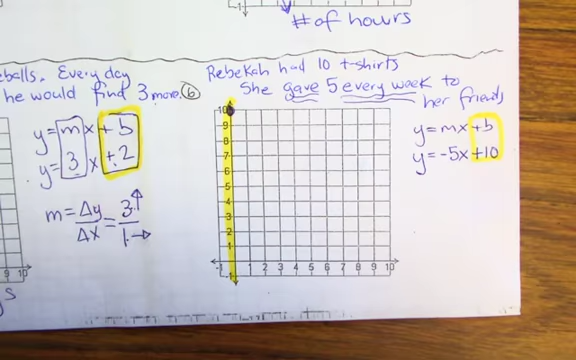 -1
# of hours
eballs. Every day
he would find 3 more.
y=mx+b
y=3x+2
m=Δy/Δx=3/1
9 10
s
b
Rebekah had 10 t-shirts
She gave 5 every week to
her friends
y=mx+b
y=-5x+10
10
9
8
7
6
5
4
3
2
1
-1 1 2 3 4 5 6 7 8 9 10
-1